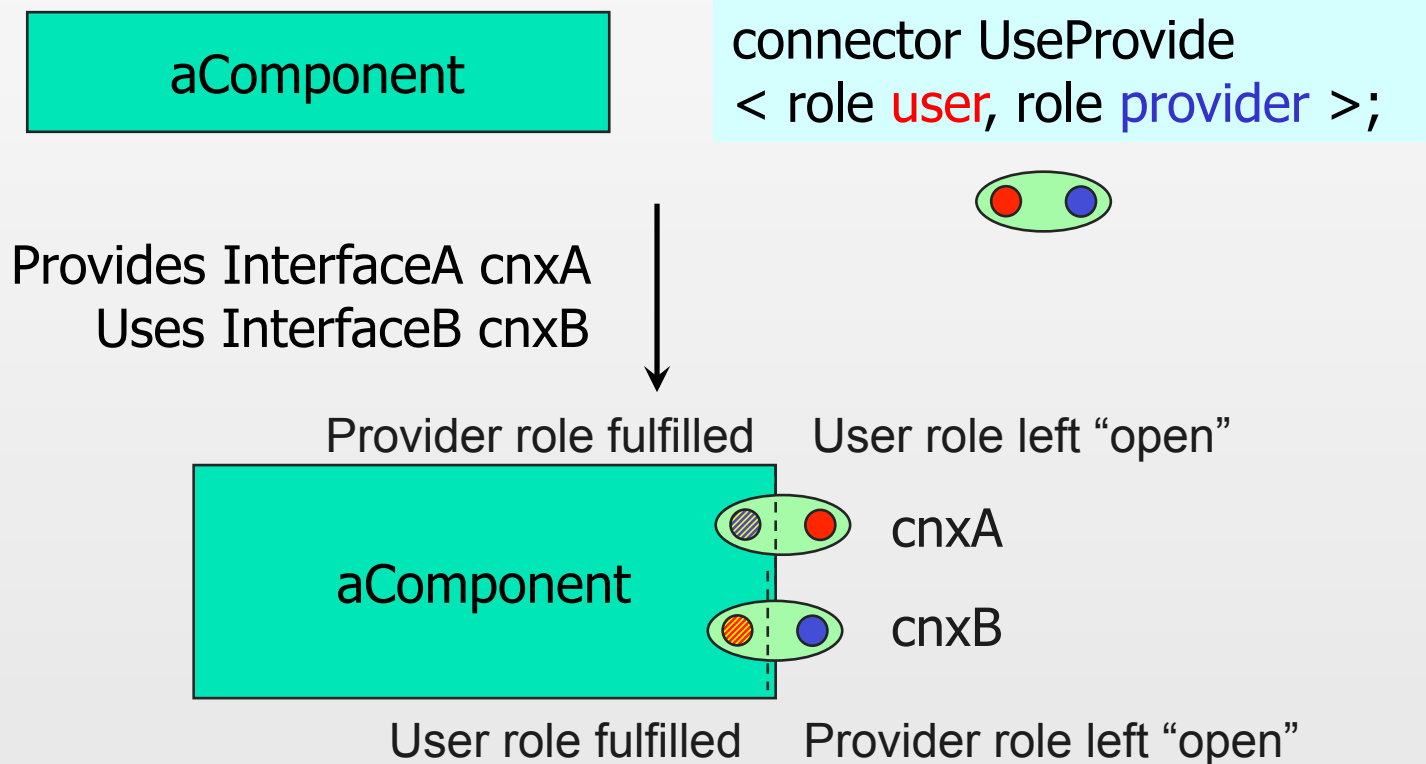 aComponent
connector UseProvide
< role user, role provider >;
Provides InterfaceA cnxA
Uses InterfaceB cnxB
Provider role fulfilled
User role left “open”
aComponent
cnxA
cnxB
User role fulfilled
Provider role left “open”